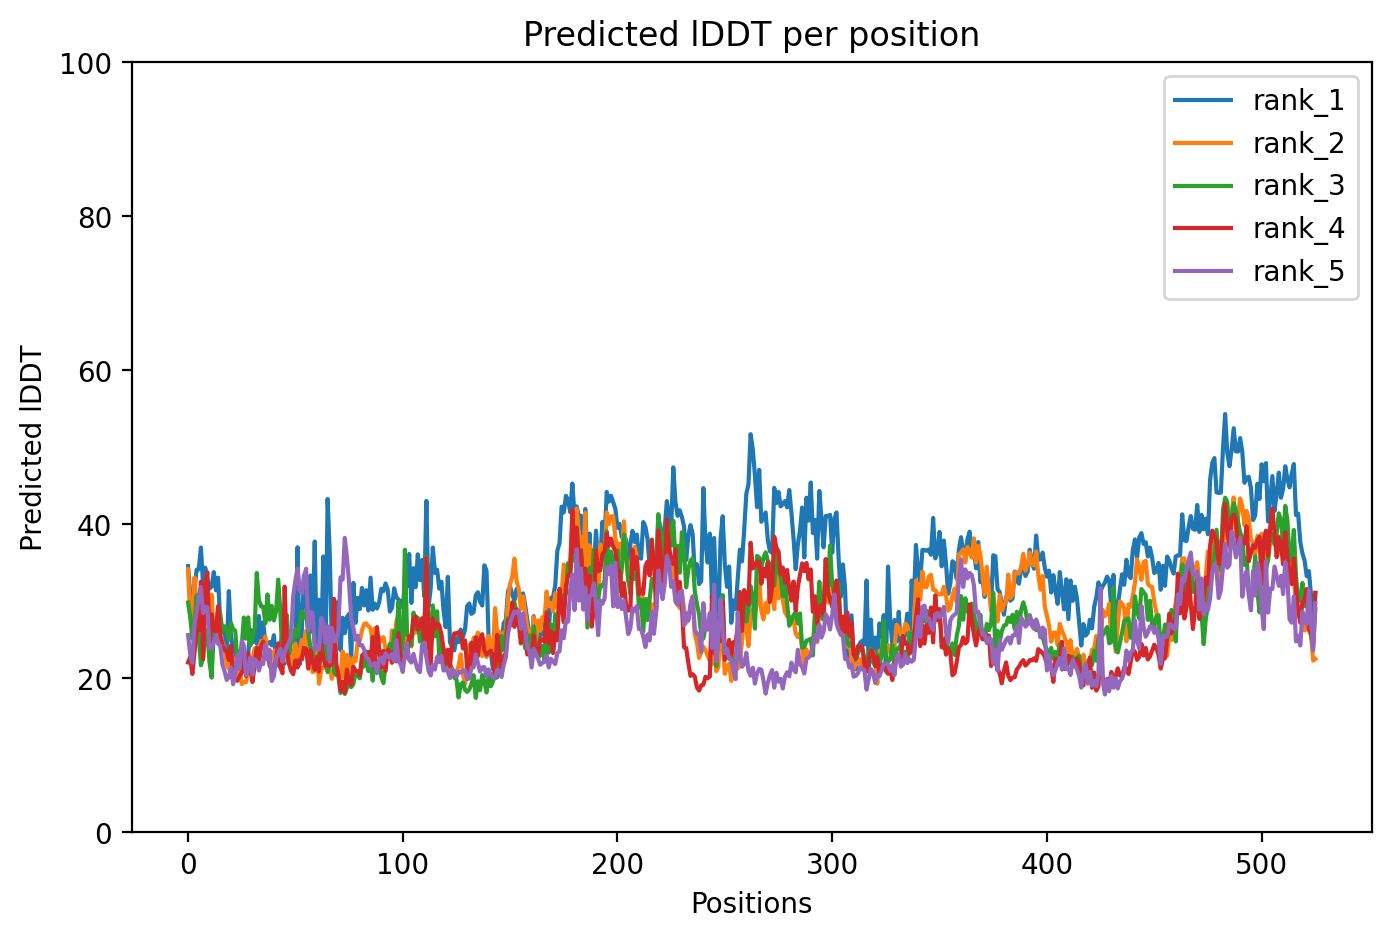 Predicted lDDT per position
100
80
60
40
20
0
Predicted lDDT
0 100 200 300 400 500
Positions
rank_1
rank_2
rank_3
rank_4
rank_5